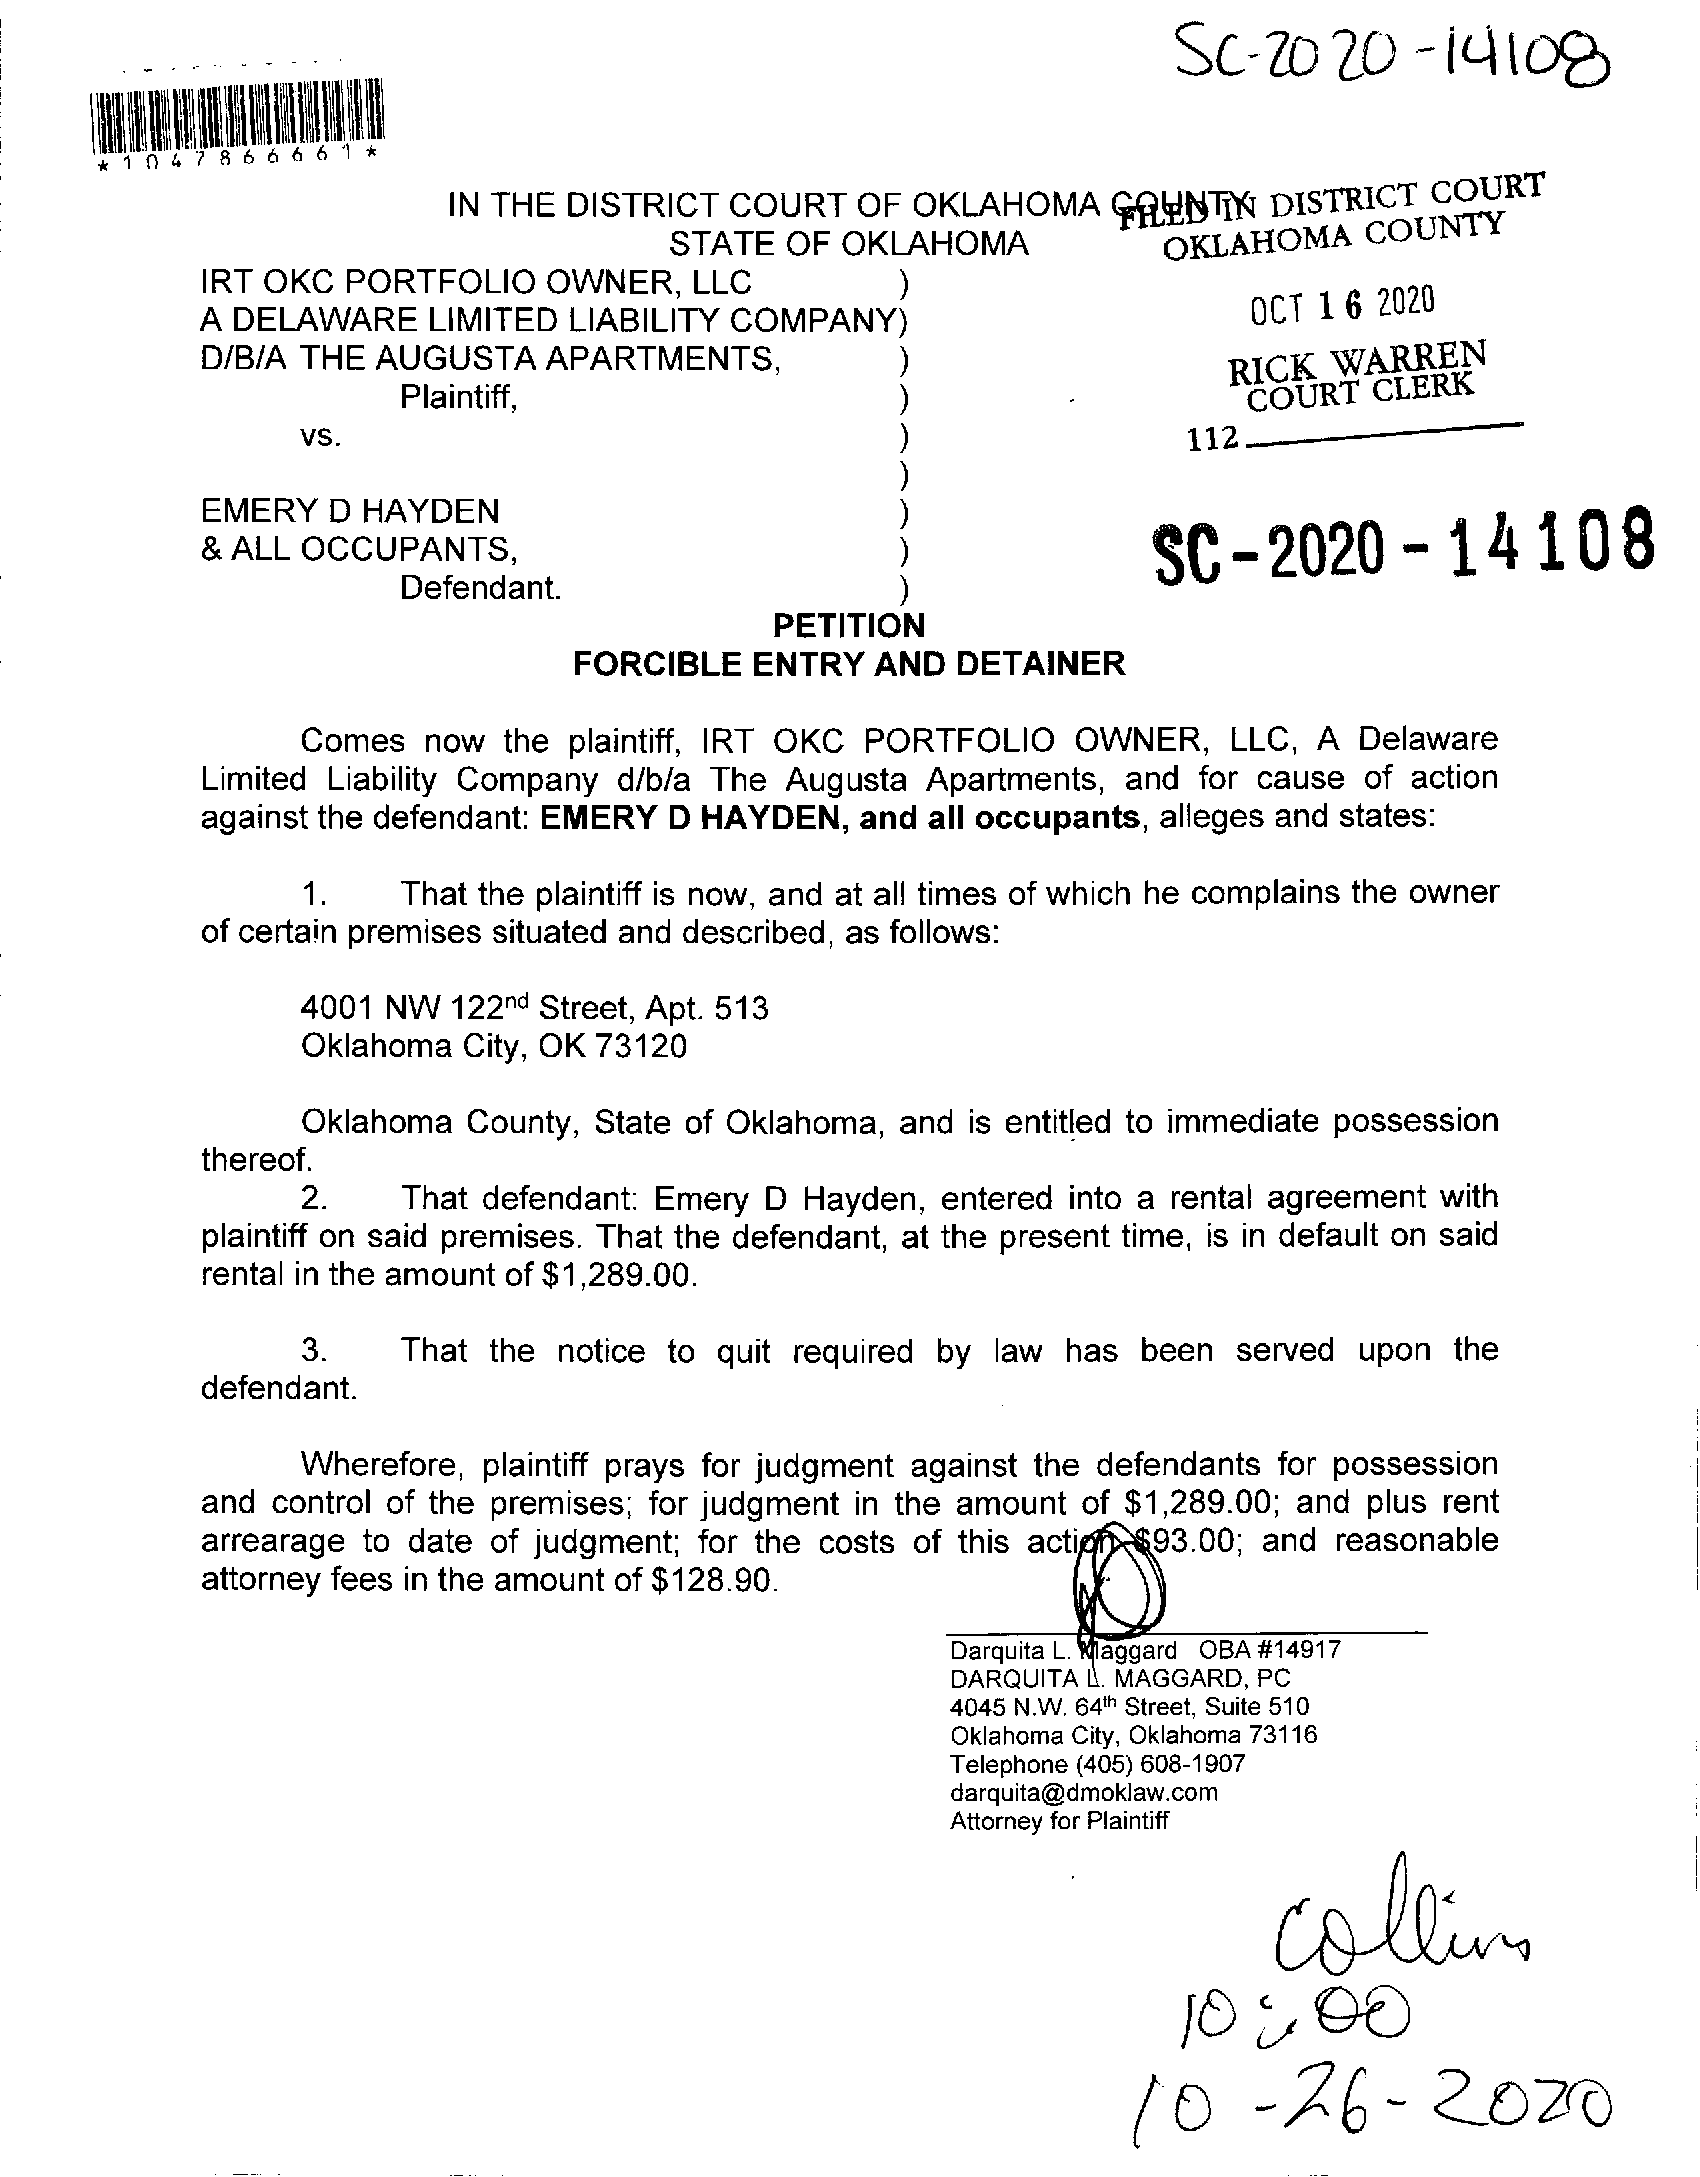 SC-2020-14108
*1047866661*
IN THE DISTRICT COURT OF OKLAHOMA COUNTY
STATE OF OKLAHOMA
FILED IN DISTRICT COURT
OKLAHOMA COUNTY
OCT 16 2020
RICK WARREN
COURT CLERK
112
SC-2020-14108
IRT OKC PORTFOLIO OWNER, LLC )
A DELAWARE LIMITED LIABILITY COMPANY)
D/B/A THE AUGUSTA APARTMENTS, )
Plaintiff, )
vs. )
)
EMERY D HAYDEN )
& ALL OCCUPANTS, )
Defendant. )
PETITION
FORCIBLE ENTRY AND DETAINER
Comes now the plaintiff, IRT OKC PORTFOLIO OWNER, LLC, A Delaware
Limited Liability Company d/b/a The Augusta Apartments, and for cause of action
against the defendant: EMERY D HAYDEN, and all occupants, alleges and states:
1. That the plaintiff is now, and at all times of which he complains the owner
of certain premises situated and described, as follows:
4001 NW 122nd Street, Apt. 513
Oklahoma City, OK 73120
Oklahoma County, State of Oklahoma, and is entitled to immediate possession
thereof.
2. That defendant: Emery D Hayden, entered into a rental agreement with
plaintiff on said premises. That the defendant, at the present time, is in default on said
rental in the amount of $1,289.00.
3. That the notice to quit required by law has been served upon the
defendant.
Wherefore, plaintiff prays for judgment against the defendants for possession
and control of the premises; for judgment in the amount of $1,289.00; and plus rent
arrearage to date of judgment; for the costs of this action $93.00; and reasonable
attorney fees in the amount of $128.90.
Darquita L. Maggard OBA #14917
DARQUITA L. MAGGARD, PC
4045 N.W. 64th Street, Suite 510
Oklahoma City, Oklahoma 73116
Telephone (405) 608-1907
darquita@dmoklaw.com
Attorney for Plaintiff
Collins
10:00
10-26-2020